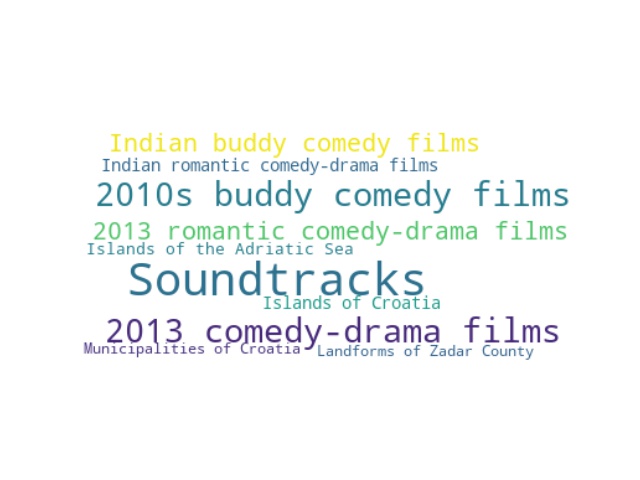 Indian buddy comedy films
Indian romantic comedy-drama films
2010s buddy comedy films
2013 romantic comedy-drama films
Islands of the Adriatic Sea
Soundtracks
Islands of Croatia
2013 comedy-drama films
Municipalities of Croatia
Landforms of Zadar County